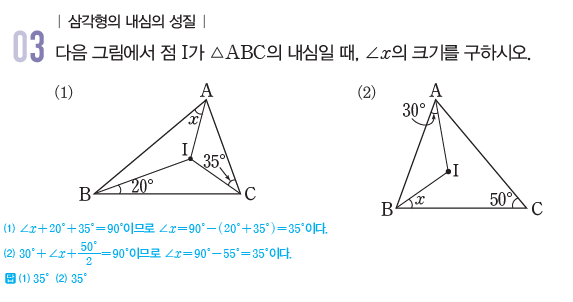 | 삼각형의 내심의 성질 |
03 다음 그림에서 점 I가 △ABC의 내심일 때, ∠x의 크기를 구하시오.
(1)
A
x
I
35°
20°
B
C
(2)
A
30°
I
x
50°
B
C
(1) ∠x+20°+35°=90°이므로 ∠x=90°-(20°+35°)=35°이다.
(2) 30°+∠x+50°/2=90°이므로 ∠x=90°-55°=35°이다.
답 (1) 35° (2) 35°